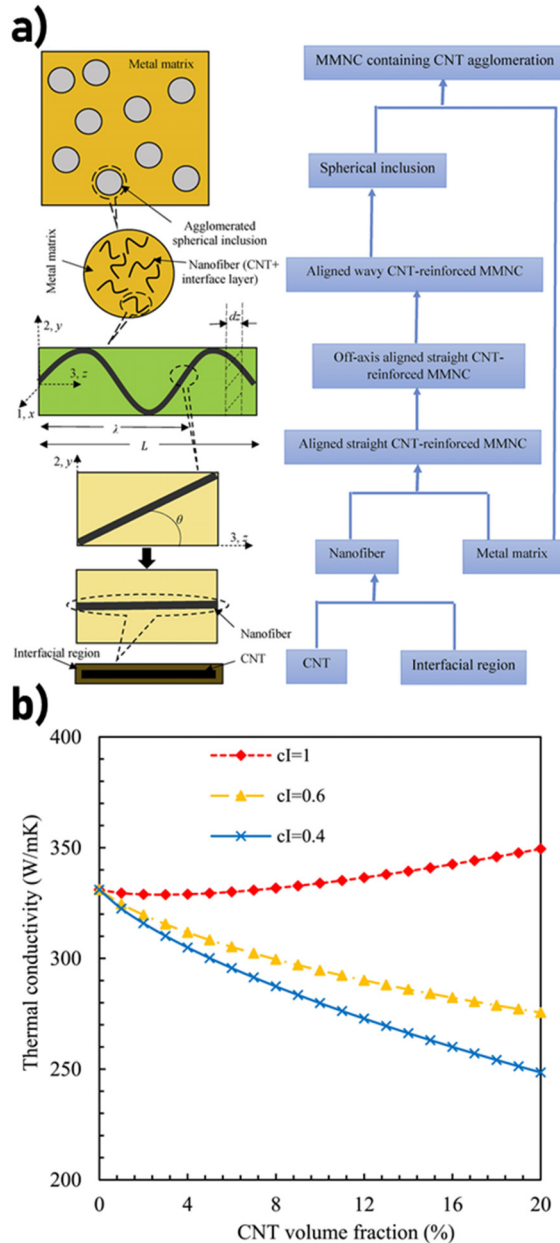 a)
Metal matrix
Agglomerated
spherical inclusion
Metal matrix
Nanofiber (CNT+
interface layer)
2, y
dz
3, z
1, x
λ
L
2, y
θ
3, z
Nanofiber
Interfacial region
CNT
MMNC containing CNT agglomeration
Spherical inclusion
Aligned wavy CNT-reinforced MMNC
Off-axis aligned straight CNT-
reinforced MMNC
Aligned straight CNT-reinforced MMNC
Nanofiber
Metal matrix
CNT
Interfacial region
b)
400
350
300
250
200
Thermal conductivity (W/mK)
cI=1
cI=0.6
cI=0.4
0 4 8 12 16 20
CNT volume fraction (%)